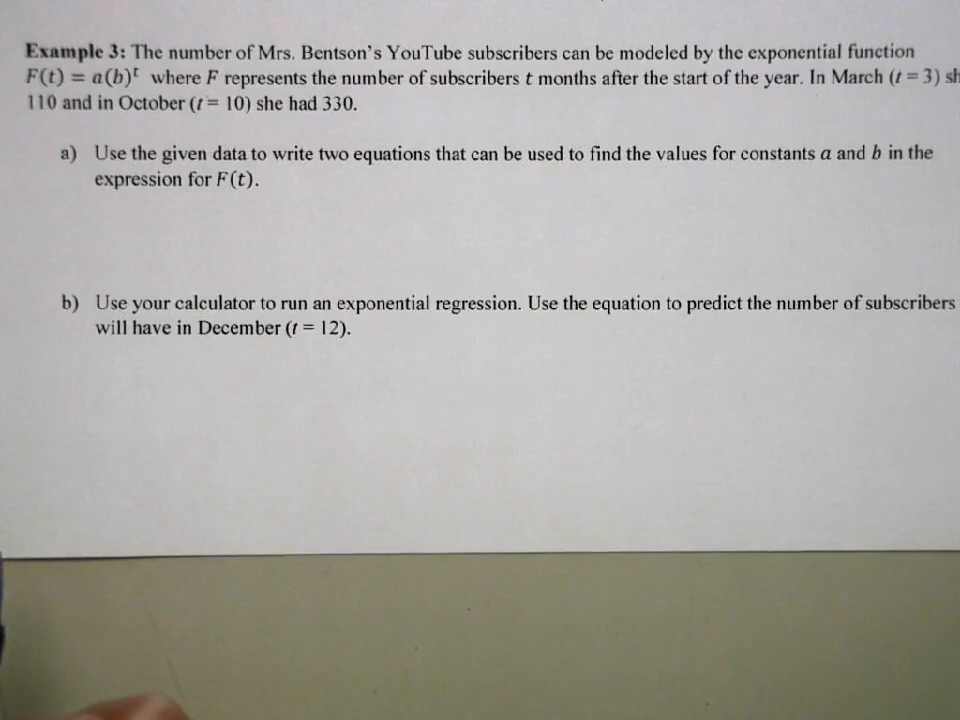 Example 3: The number of Mrs. Bentson's YouTube subscribers can be modeled by the exponential function
F(t) = a(b)ᵗ where F represents the number of subscribers t months after the start of the year. In March (t = 3) sh
110 and in October (t = 10) she had 330.
a) Use the given data to write two equations that can be used to find the values for constants a and b in the
expression for F(t).
b) Use your calculator to run an exponential regression. Use the equation to predict the number of subscribers
will have in December (t = 12).